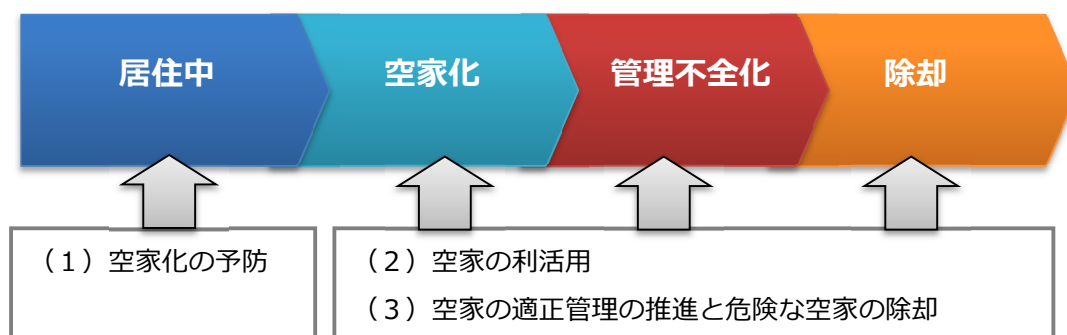 居住中
空家化
管理不全化
除却
（１）空家化の予防
（２）空家の利活用
（３）空家の適正管理の推進と危険な空家の除却